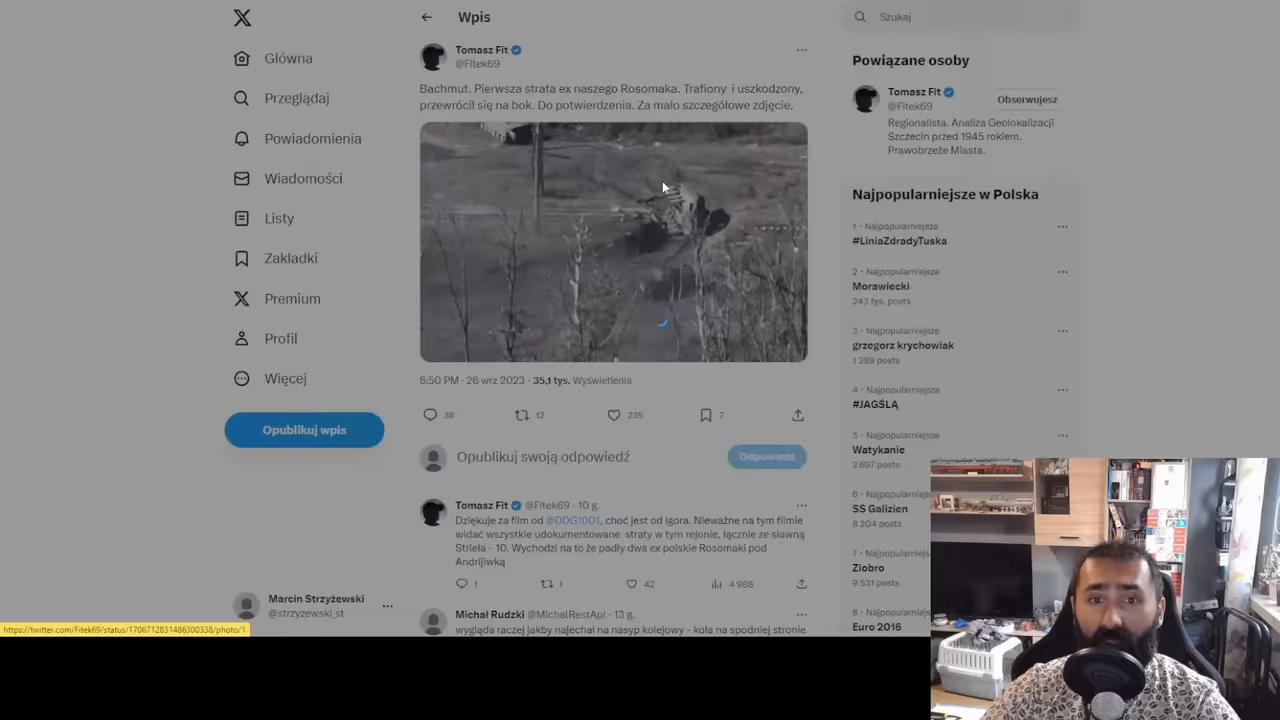 Główna
Przeglądaj
Powiadomienia
Wiadomości
Listy
Zakladki
Premium
Profil
Więcej
Opublikuj wpis
Marcin Strzyżewski
@strzyzewski_st
https://twitter.com/Fitek69/status/1706712831486300338/photo/1
Wpis
Tomasz Fit
@Fitek69
Bachmut. Pierwsza strata ex naszego Rosomaka. Trafiony i uszkodzony,
przewrócił się na bok. Do potwierdzenia. Za mało szczegółowe zdjęcie.
6:50 PM · 26 wrz 2023 · 35,1 tys. Wyświetlenia
36
12
235
7
Opublikuj swoją odpowiedź
Odpowiedz
Tomasz Fit @Fitek69 · 10 g.
Dziękuje za film od @DDG1001, choć jest od Igora. Nieważne na tym filmie
widać wszystkie udokumentowane straty w tym rejonie, łącznie ze sławną
Strieła - 10. Wychodzi na to że padły dwa ex polskie Rosomaki pod
Andrijiwką
1
1
42
4 988
Michał Rudzki @MichalRestApi · 13 g.
wygląda raczej jakby najechał na nasyp kolejowy - koła na spodniej stronie
Szukaj
Powiązane osoby
Tomasz Fit
@Fitek69
Obserwujesz
Regionalista. Analiza Geolokalizacji
Szczecin przed 1945 rokiem.
Prawobrzeże Miasta.
Najpopularniejsze w Polska
1 · Najpopularniejsze
#LiniaZdradyTuska
2 · Najpopularniejsze
Morawiecki
24,1 tys. posts
3 · Najpopularniejsze
grzegorz krychowiak
1 389 posts
4 · Najpopularniejsze
#JAGŚLĄ
5 · Najpopularniejsze
Watykanie
2 697 posts
6 · Najpopularniejs
SS Galizien
8 204 posts
7 · Najpopularniejs
Ziobro
9 531 posts
8 · Najpopularniejs
Euro 2016